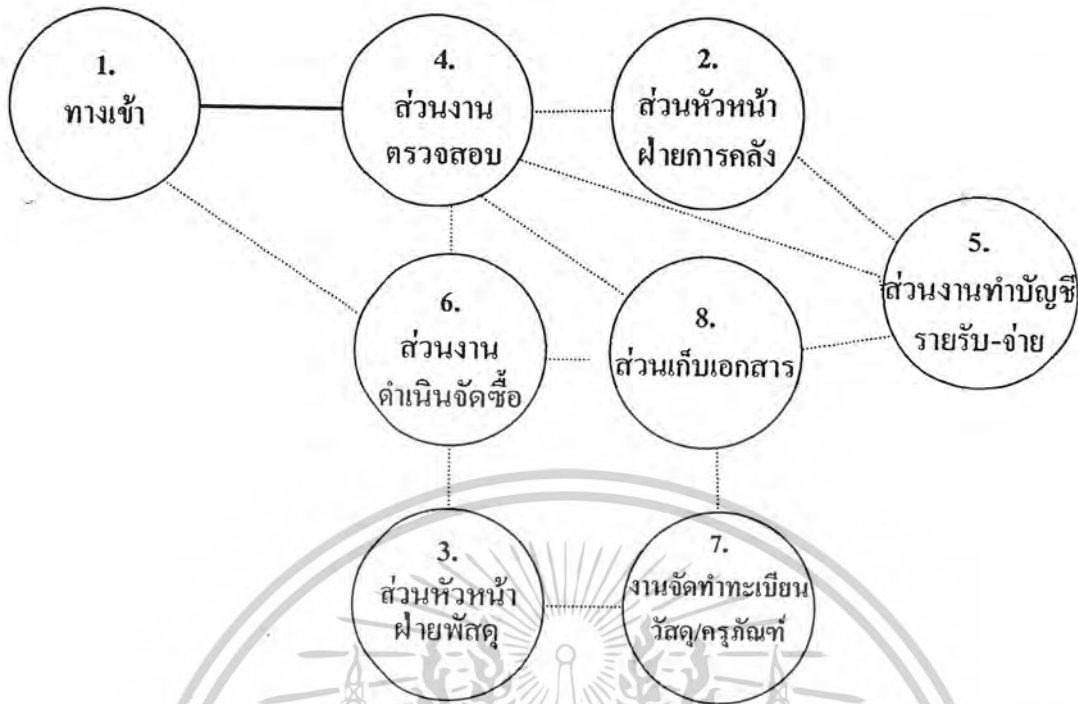 1.
ทางเข้า
4.
ส่วนงาน
ตรวจสอบ
2.
ส่วนหัวหน้า
ฝ่ายการคลัง
5.
ส่วนงานทำบัญชี
รายรับ-จ่าย
6.
ส่วนงาน
ดำเนินจัดซื้อ
8.
ส่วนเก็บเอกสาร
3.
ส่วนหัวหน้า
ฝ่ายพัสดุ
7.
งานจัดทำทะเบียน
วัสดุ/ครุภัณฑ์